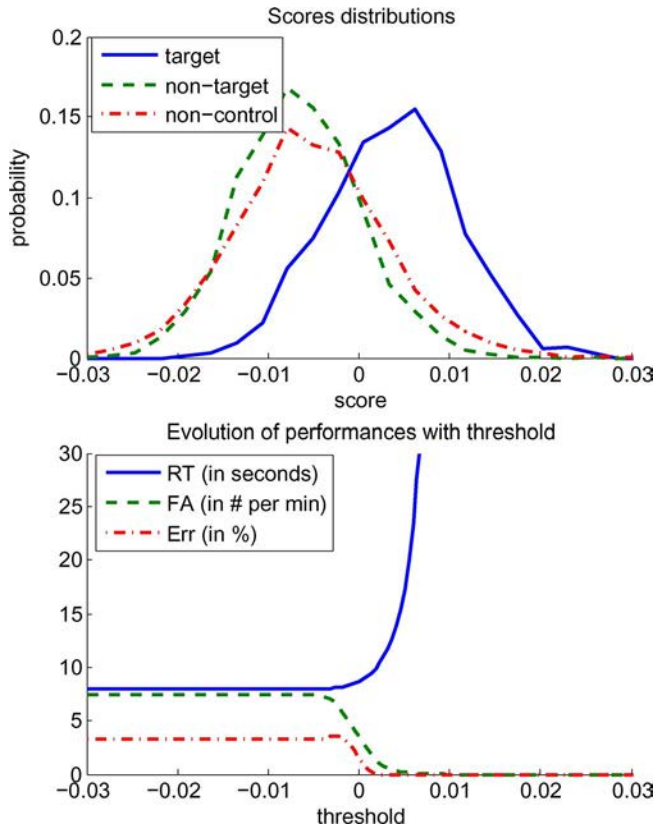 Scores distributions
0.2
0.15
0.1
0.05
0
probability
target
non-target
non-control
−0.03 −0.02 −0.01 0 0.01 0.02 0.03
score
Evolution of performances with threshold
30
25
20
15
10
5
0
RT (in seconds)
FA (in # per min)
Err (in %)
−0.03 −0.02 −0.01 0 0.01 0.02 0.03
threshold